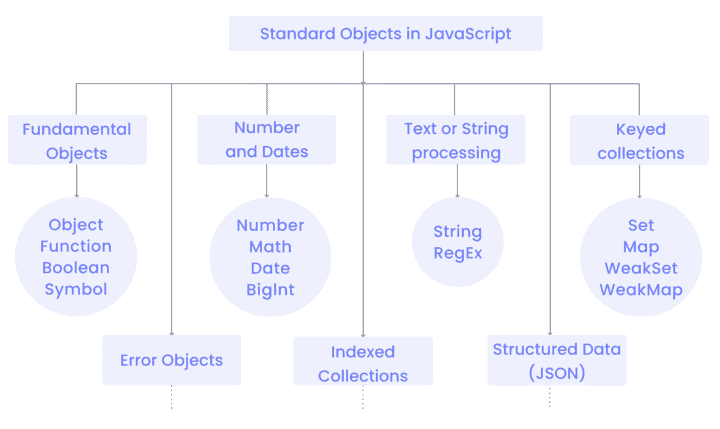 Standard Objects in JavaScript
Fundamental
Objects
Number
and Dates
Text or String
processing
Keyed
collections
Object
Function
Boolean
Symbol
Number
Math
Date
BigInt
String
RegEx
Set
Map
WeakSet
WeakMap
Error Objects
Indexed
Collections
Structured Data
(JSON)